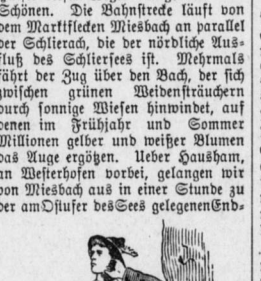 Schönen. Die Bahnstrecke läuft von
dem Marktflecken Miesbach an parallel
der Schlierach, die der nördliche Aus-
fluß des Schliersees ist. Mehrmals
fährt der Zug über den Bach, der sich
zwischen grünen Weidensträuchern
durch sonnige Wiesen hinwindet, auf
denen im Frühjahr und Sommer
Millionen gelber und weißer Blumen
das Auge ergötzen. Ueber Hausham,
an Westerhofen vorbei, gelangen wir
von Miesbach aus in einer Stunde zu
der am Ostufer des Sees gelegenen End-